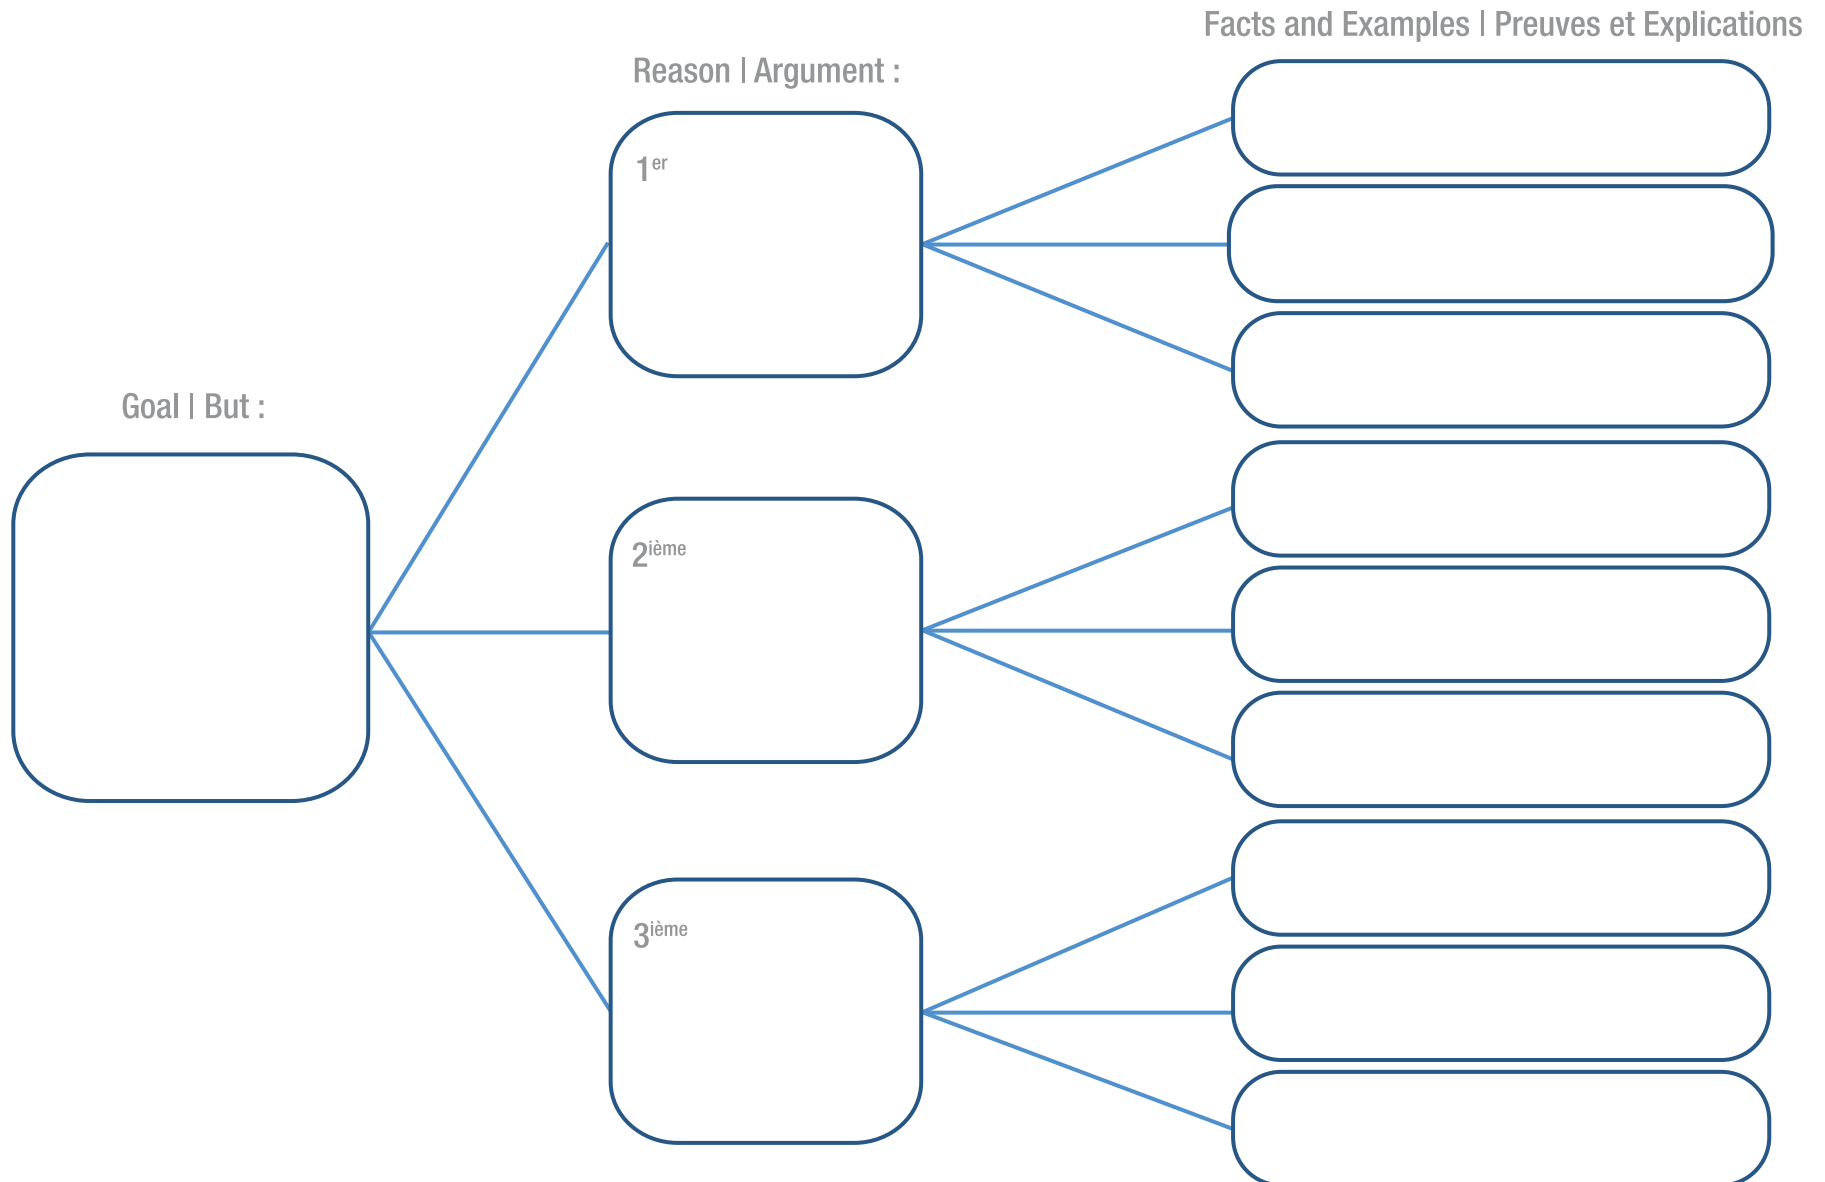 Facts and Examples | Preuves et Explications
Reason | Argument :
1er
Goal | But :
2ième
3ième